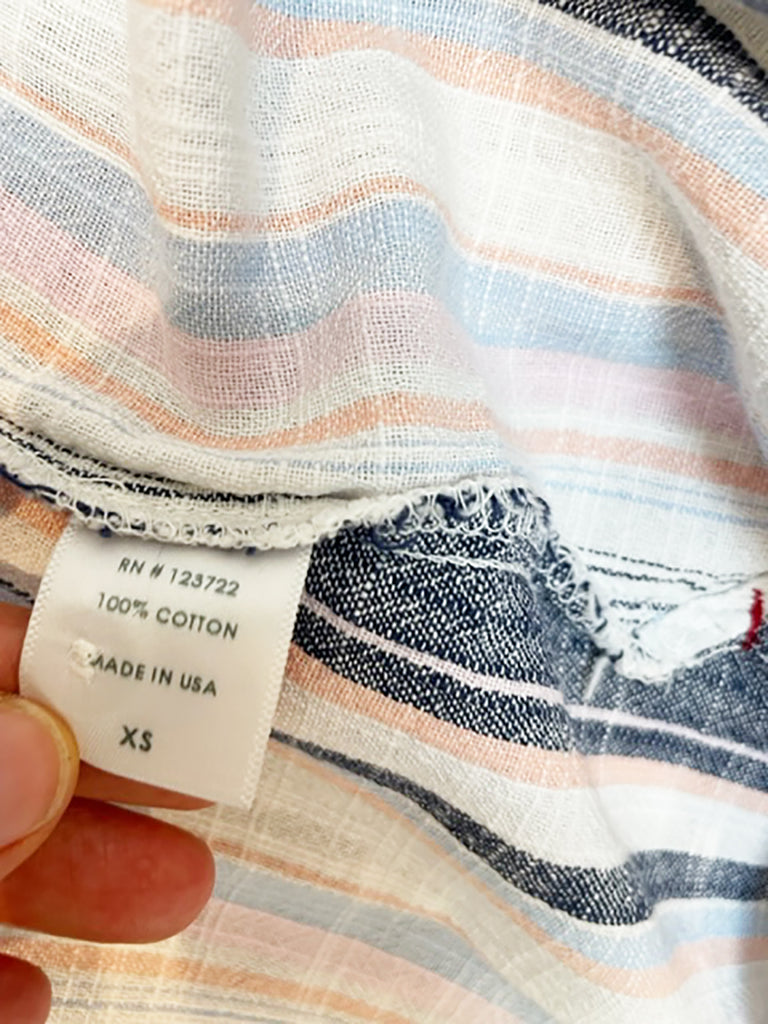 RN # 123722
100% COTTON
MADE IN USA
XS